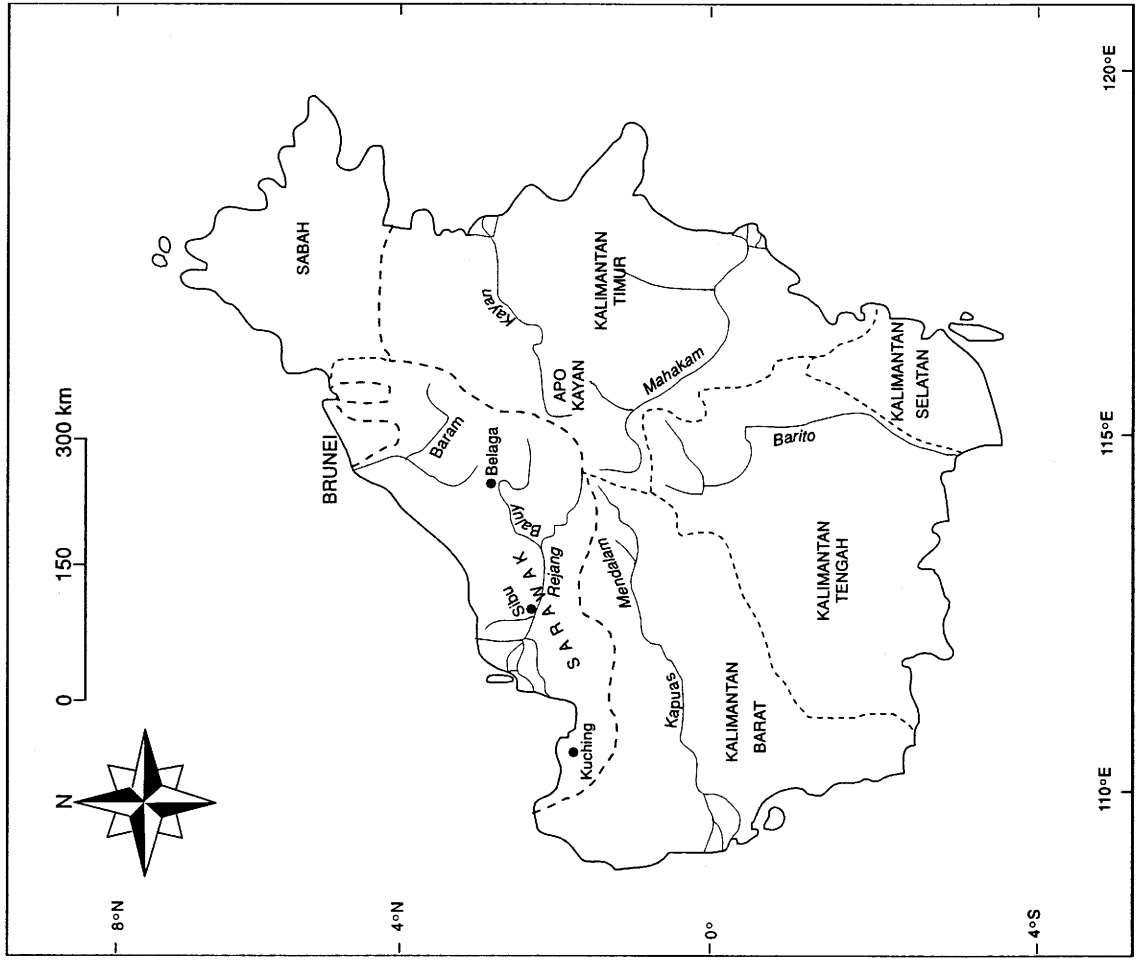 N
0 150 300 km
8°N
SABAH
BRUNEI
4°N
Baram
Belaga
Kayan
Sibu
Baluy
SARAWAK
Rejang
Kuching
APO
KAYAN
KALIMANTAN
TIMUR
Mendalam
Mahakam
Kapuas
0°
KALIMANTAN
BARAT
Barito
KALIMANTAN
TENGAH
KALIMANTAN
SELATAN
4°S
110°E
115°E
120°E